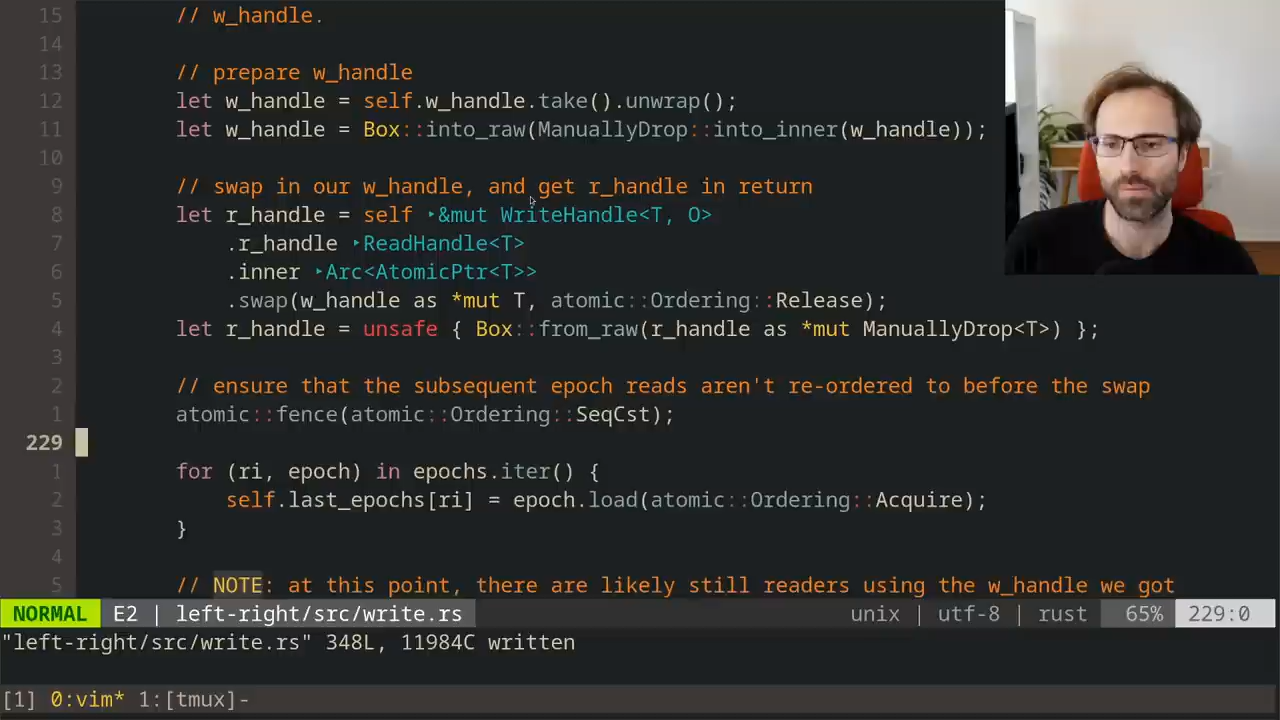 15 // w_handle.
14
13 // prepare w_handle
12 let w_handle = self.w_handle.take().unwrap();
11 let w_handle = Box::into_raw(ManuallyDrop::into_inner(w_handle));
10
9 // swap in our w_handle, and get r_handle in return
8 let r_handle = self ‣&mut WriteHandle<T, O>
7 .r_handle ‣ReadHandle<T>
6 .inner ‣Arc<AtomicPtr<T>>
5 .swap(w_handle as *mut T, atomic::Ordering::Release);
4 let r_handle = unsafe { Box::from_raw(r_handle as *mut ManuallyDrop<T>) };
3
2 // ensure that the subsequent epoch reads aren't re-ordered to before the swap
1 atomic::fence(atomic::Ordering::SeqCst);
229
1 for (ri, epoch) in epochs.iter() {
2 self.last_epochs[ri] = epoch.load(atomic::Ordering::Acquire);
3 }
4
5 // NOTE: at this point, there are likely still readers using the w_handle we got
NORMAL E2 | left-right/src/write.rs unix | utf-8 | rust 65% 229:0
"left-right/src/write.rs" 348L, 11984C written
[1] 0:vim* 1:[tmux]-